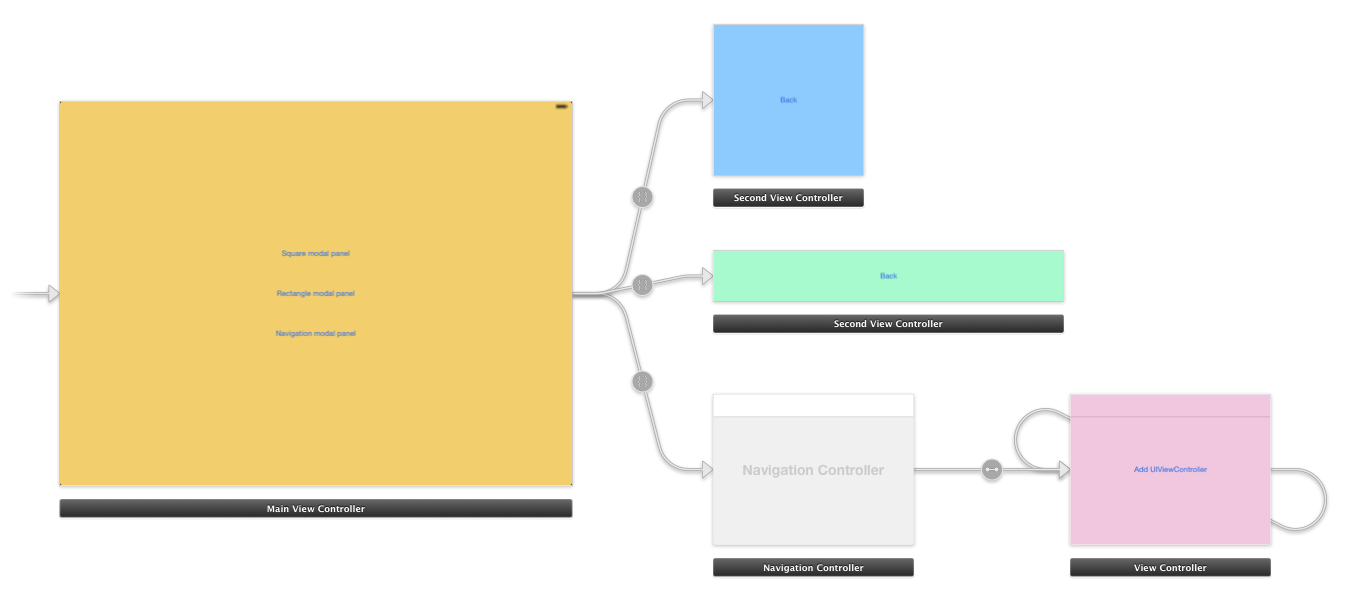 Square modal panel
Rectangle modal panel
Navigation modal panel
Main View Controller
Back
Second View Controller
Back
Second View Controller
Navigation Controller
Navigation Controller
Add UIViewController
View Controller